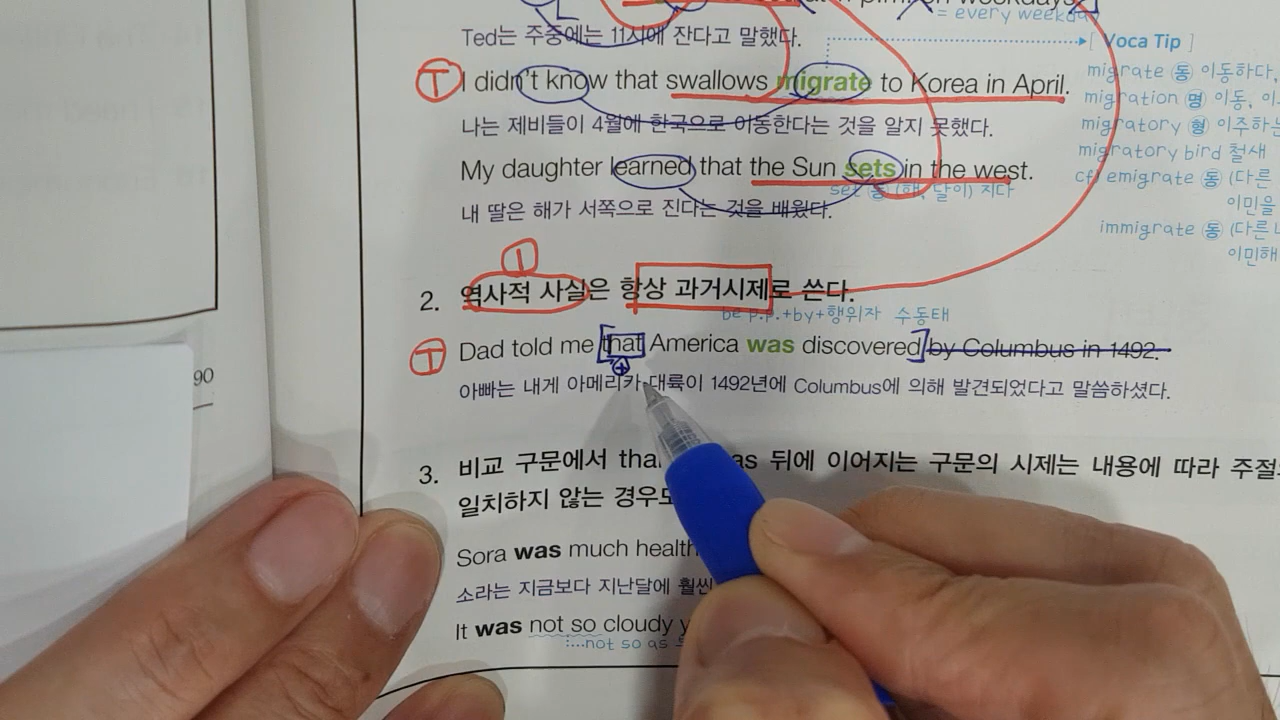 = every weekday
Ted는 주중에는 11시에 잔다고 말했다.
[ Voca Tip ]
T I didn't know that swallows migrate to Korea in April.
나는 제비들이 4월에 한국으로 이동한다는 것을 알지 못했다.
migrate 동 이동하다,
migration 명 이동,
migratory 형 이주하는
migratory bird 철새
cf) emigrate 동 (다른
이민을
immigrate 동 (다른
이민해
My daughter learned that the Sun sets in the west.
set 동 (해, 달이) 지다
내 딸은 해가 서쪽으로 진다는 것을 배웠다.
1
2. 역사적 사실은 항상 과거시제로 쓴다.
be p.p.+by+행위자 수동태
T Dad told me [that America was discovered] by Columbus in 1492.
아빠는 내게 아메리카 대륙이 1492년에 Columbus에 의해 발견되었다고 말씀하셨다.
90
3. 비교 구문에서 as 뒤에 이어지는 구문의 시제는 내용에 따라
일치하지 않는 경우도
Sora was much
소라는 지금보다 지난달에 훨씬
It was not so cloudy
not so as